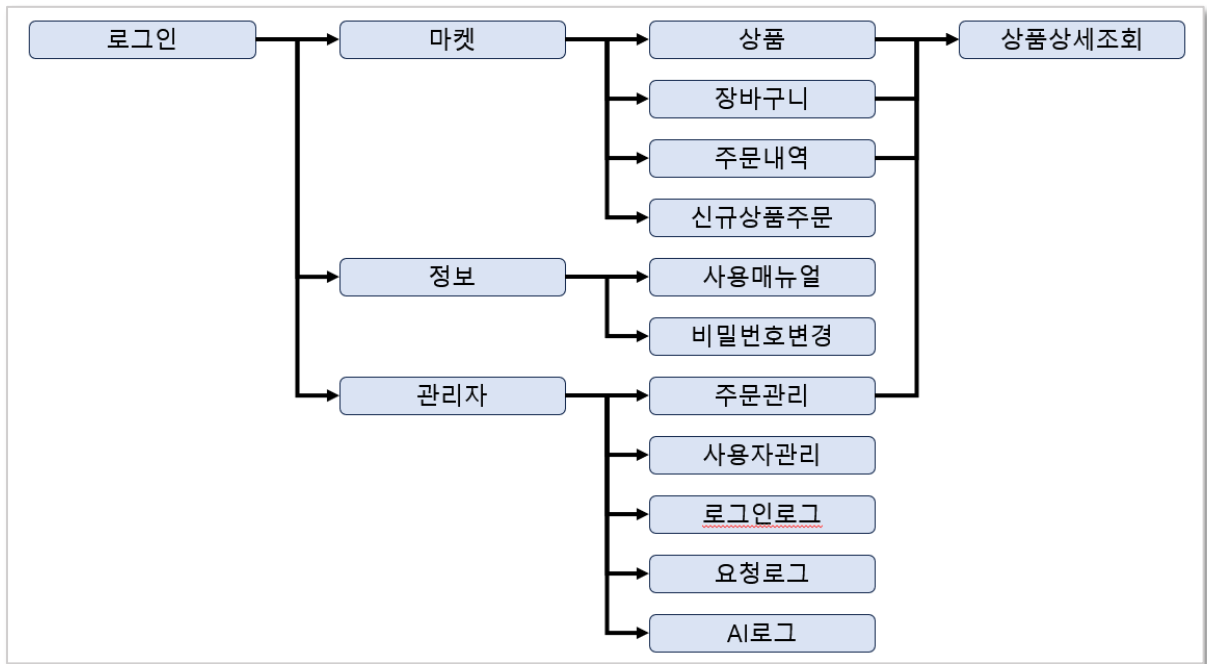 로그인
마켓
상품
상품상세조회
장바구니
주문내역
신규상품주문
정보
사용매뉴얼
비밀번호변경
관리자
주문관리
사용자관리
로그인로그
요청로그
AI로그